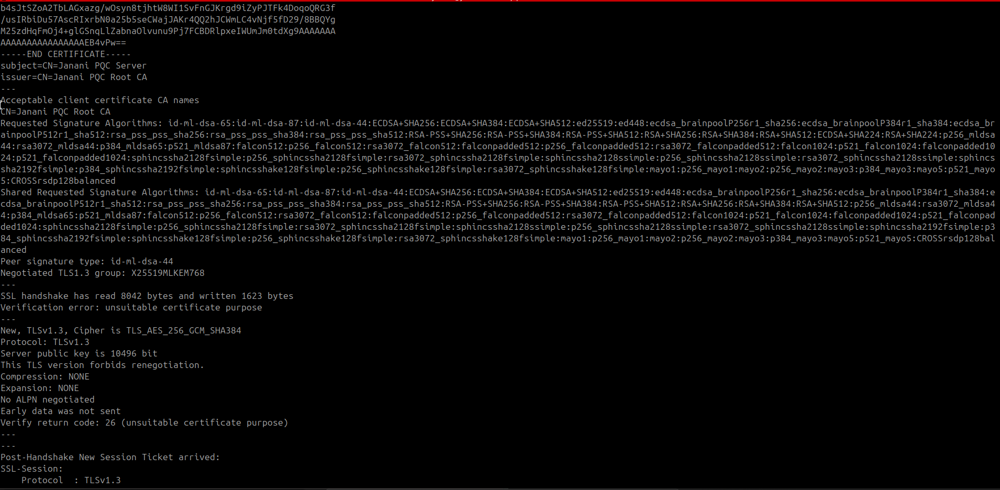 b4sJtSZoA2TbLAGxazg/wOsyn8tjhtW8WI1SvFnGJKrgd9iZyPJTFk4DoqoQRG3f
/usIRbiDu57AscRIxrbN0a25b5seCWajJAKr4QQ2hJCWmLC4vNjf5fD29/8BBQYg
M25zdHqFmOj4+glGSnqLlZabnaOlvunu9Pj7FCBDRlpxeIWUmJm0tdXg9AAAAAAA
AAAAAAAAAAAAAAAAEB4vPw==
-----END CERTIFICATE-----
subject=CN=Janani PQC Server
issuer=CN=Janani PQC Root CA
---
Acceptable client certificate CA names
CN=Janani PQC Root CA
Requested Signature Algorithms: id-ml-dsa-65:id-ml-dsa-87:id-ml-dsa-44:ECDSA+SHA256:ECDSA+SHA384:ECDSA+SHA512:ed25519:ed448:ecdsa_brainpoolP256r1_sha256:ecdsa_brainpoolP384r1_sha384:ecdsa_br
ainpoolP512r1_sha512:rsa_pss_pss_sha256:rsa_pss_pss_sha384:rsa_pss_pss_sha512:RSA-PSS+SHA256:RSA-PSS+SHA384:RSA-PSS+SHA512:RSA+SHA256:RSA+SHA384:RSA+SHA512:ECDSA+SHA224:RSA+SHA224:p256_mldsa
44:rsa3072_mldsa44:p384_mldsa65:p521_mldsa87:falcon512:p256_falcon512:rsa3072_falcon512:falconpadded512:p256_falconpadded512:rsa3072_falconpadded512:falcon1024:p521_falcon1024:falconpadded10
24:p521_falconpadded1024:sphincssha2128fsimple:p256_sphincssha2128fsimple:rsa3072_sphincssha2128fsimple:sphincssha2128ssimple:p256_sphincssha2128ssimple:rsa3072_sphincssha2128ssimple:sphincs
sha2192fsimple:p384_sphincssha2192fsimple:sphincsshake128fsimple:p256_sphincsshake128fsimple:rsa3072_sphincsshake128fsimple:mayo1:p256_mayo1:mayo2:p256_mayo2:mayo3:p384_mayo3:mayo5:p521_mayo
5:CROSSrsdp128balanced
Shared Requested Signature Algorithms: id-ml-dsa-65:id-ml-dsa-87:id-ml-dsa-44:ECDSA+SHA256:ECDSA+SHA384:ECDSA+SHA512:ed25519:ed448:ecdsa_brainpoolP256r1_sha256:ecdsa_brainpoolP384r1_sha384:e
cdsa_brainpoolP512r1_sha512:rsa_pss_pss_sha256:rsa_pss_pss_sha384:rsa_pss_pss_sha512:RSA-PSS+SHA256:RSA-PSS+SHA384:RSA-PSS+SHA512:RSA+SHA256:RSA+SHA384:RSA+SHA512:p256_mldsa44:rsa3072_mldsa4
4:p384_mldsa65:p521_mldsa87:falcon512:p256_falcon512:rsa3072_falcon512:falconpadded512:p256_falconpadded512:rsa3072_falconpadded512:falcon1024:p521_falcon1024:falconpadded1024:p521_falconpad
ded1024:sphincssha2128fsimple:p256_sphincssha2128fsimple:rsa3072_sphincssha2128fsimple:sphincssha2128ssimple:p256_sphincssha2128ssimple:rsa3072_sphincssha2128ssimple:sphincssha2192fsimple:p3
84_sphincssha2192fsimple:sphincsshake128fsimple:p256_sphincsshake128fsimple:rsa3072_sphincsshake128fsimple:mayo1:p256_mayo1:mayo2:p256_mayo2:mayo3:p384_mayo3:mayo5:p521_mayo5:CROSSrsdp128bal
anced
Peer signature type: id-ml-dsa-44
Negotiated TLS1.3 group: X25519MLKEM768
---
SSL handshake has read 8042 bytes and written 1623 bytes
Verification error: unsuitable certificate purpose
---
New, TLSv1.3, Cipher is TLS_AES_256_GCM_SHA384
Protocol: TLSv1.3
Server public key is 10496 bit
This TLS version forbids renegotiation.
Compression: NONE
Expansion: NONE
No ALPN negotiated
Early data was not sent
Verify return code: 26 (unsuitable certificate purpose)
---
---
Post-Handshake New Session Ticket arrived:
SSL-Session:
    Protocol  : TLSv1.3